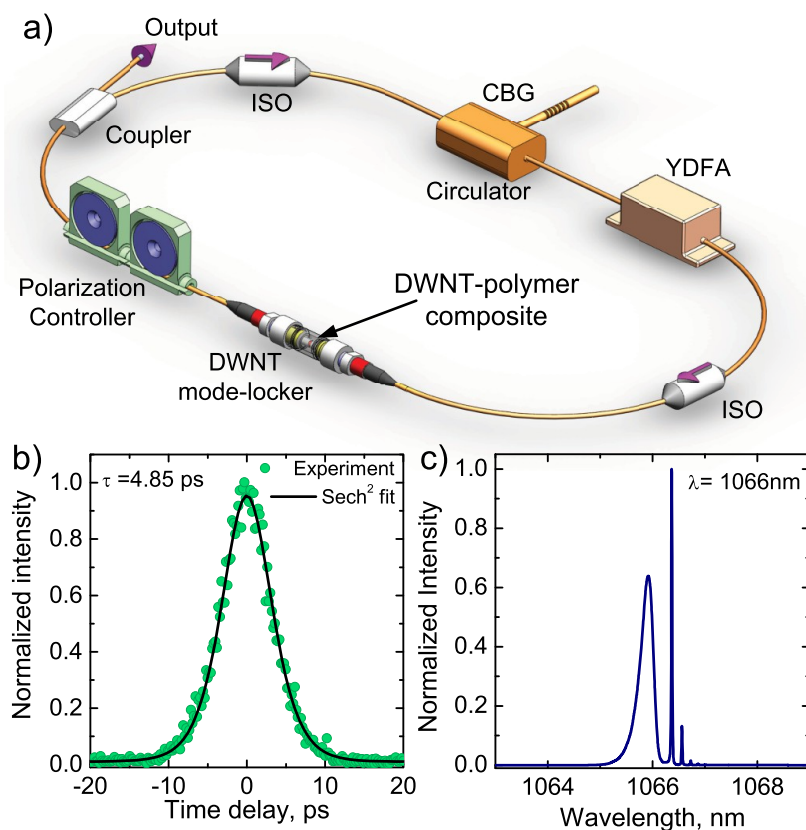 a)
Output
ISO
CBG
Coupler
Circulator
YDFA
Polarization
Controller
DWNT-polymer
composite
DWNT
mode-locker
ISO
b)
τ =4.85 ps
Experiment
Sech² fit
Normalized intensity
1.0
0.8
0.6
0.4
0.2
0.0
-20 -10 0 10 20
Time delay, ps
c)
λ= 1066nm
Normalized Intensity
1.0
0.8
0.6
0.4
0.2
0.0
1064 1066 1068
Wavelength, nm